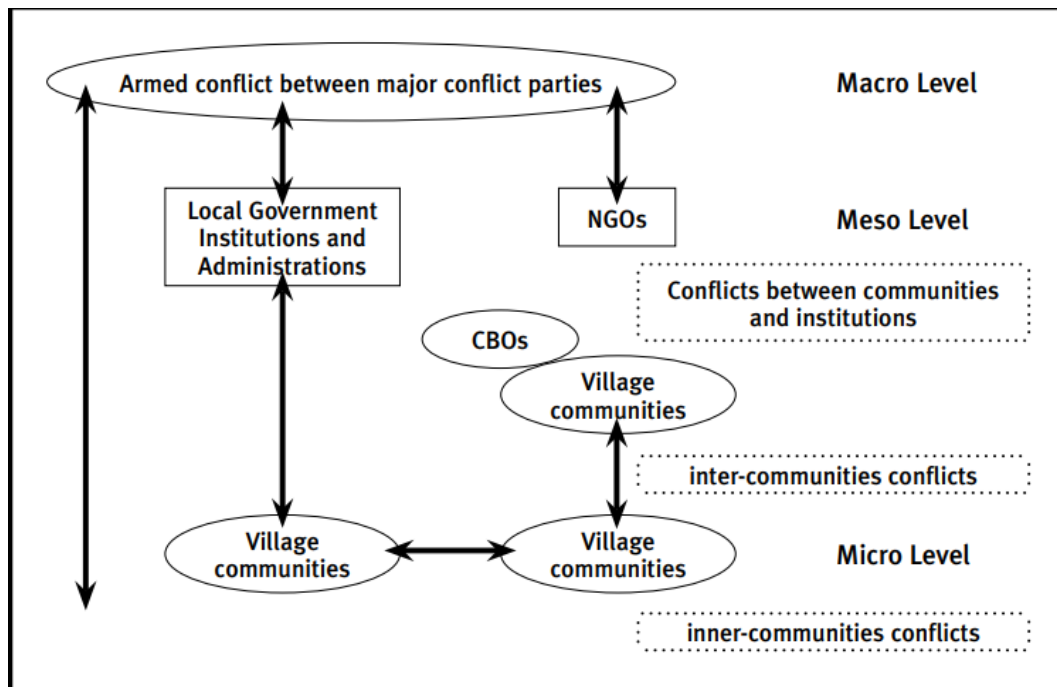 Armed conflict between major conflict parties
Macro Level
Local Government
Institutions and
Administrations
NGOs
Meso Level
Conflicts between communities
and institutions
CBOs
Village
communities
inter-communities conflicts
Village
communities
Village
communities
Micro Level
inner-communities conflicts